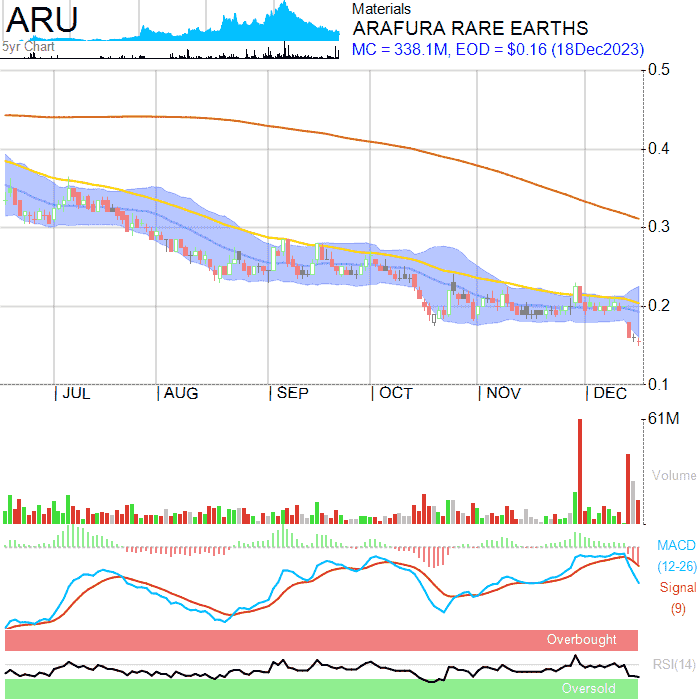 ARU
5yr Chart
Materials
ARAFURA RARE EARTHS
MC = 338.1M, EOD = $0.16 (18Dec2023)
0.5
0.4
0.3
0.2
0.1
JUL AUG SEP OCT NOV DEC
61M
Volume
MACD
(12-26)
Signal
(9)
Overbought
RSI(14)
Oversold